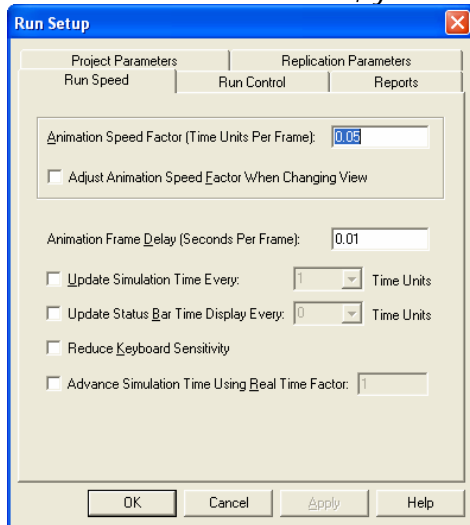 Run Setup
Project Parameters Replication Parameters
Run Speed Run Control Reports
Animation Speed Factor (Time Units Per Frame): 0.05
Adjust Animation Speed Factor When Changing View
Animation Frame Delay (Seconds Per Frame): 0.01
Update Simulation Time Every: 1 Time Units
Update Status Bar Time Display Every: 0 Time Units
Reduce Keyboard Sensitivity
Advance Simulation Time Using Real Time Factor: 1
OK Cancel Apply Help